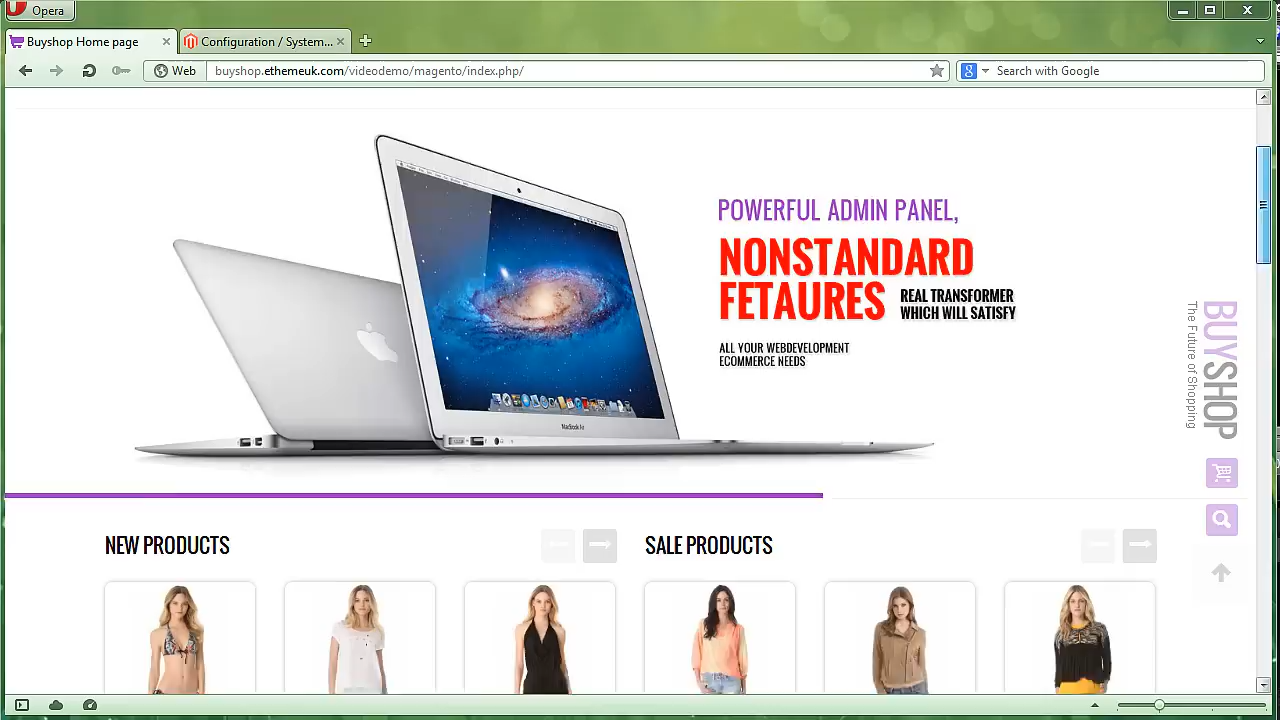 Opera
Buyshop Home page
Configuration / System...
Web
buyshop.ethemeuk.com/videodemo/magento/index.php/
Search with Google
POWERFUL ADMIN PANEL,
NONSTANDARD
FETAURES
REAL TRANSFORMER
WHICH WILL SATISFY
ALL YOUR WEBDEVELOPMENT
ECOMMERCE NEEDS
MacBook Air
BUYSHOP
The Future of Shopping
NEW PRODUCTS
SALE PRODUCTS